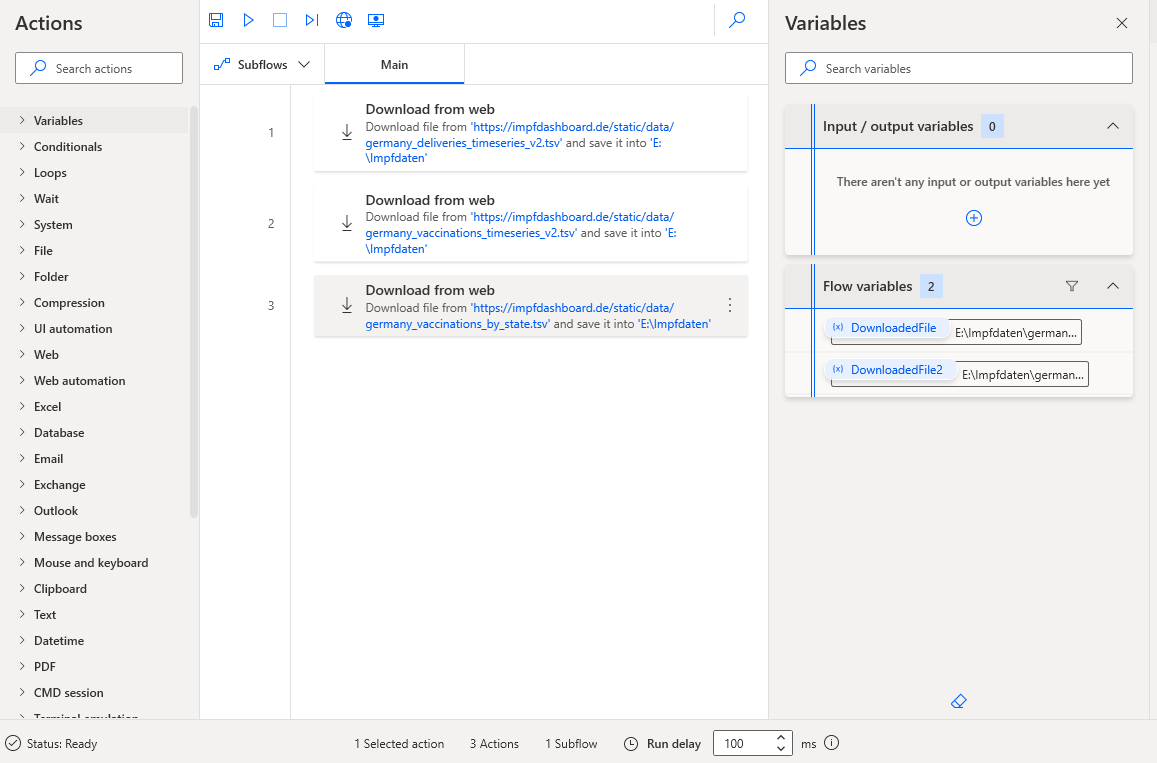 Actions
Search actions
Variables
Conditionals
Loops
Wait
System
File
Folder
Compression
UI automation
Web
Web automation
Excel
Database
Email
Exchange
Outlook
Message boxes
Mouse and keyboard
Clipboard
Text
Datetime
PDF
CMD session
Terminal emulation
Subflows
Main
1
Download from web
Download file from 'https://impfdashboard.de/static/data/
germany_deliveries_timeseries_v2.tsv' and save it into 'E:
\Impfdaten'
2
Download from web
Download file from 'https://impfdashboard.de/static/data/
germany_vaccinations_timeseries_v2.tsv' and save it into 'E:
\Impfdaten'
3
Download from web
Download file from 'https://impfdashboard.de/static/data/
germany_vaccinations_by_state.tsv' and save it into 'E:\Impfdaten'
Variables
Search variables
Input / output variables 0
There aren't any input or output variables here yet
Flow variables 2
(x) DownloadedFile E:\Impfdaten\german...
(x) DownloadedFile2 E:\Impfdaten\german...
Status: Ready 1 Selected action 3 Actions 1 Subflow Run delay 100 ms